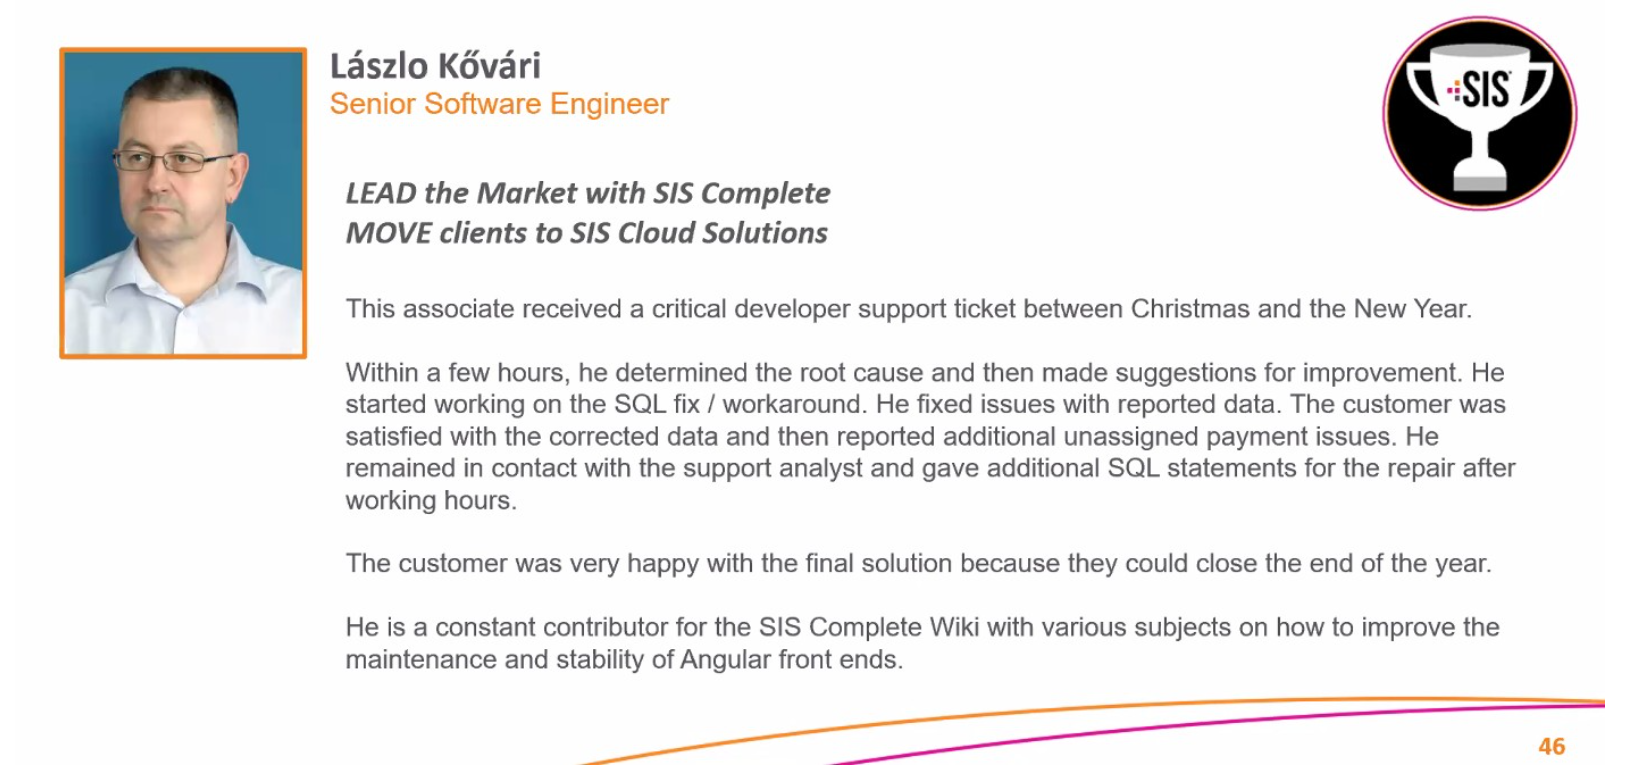 Lászlo Kővári
Senior Software Engineer
SIS
LEAD the Market with SIS Complete
MOVE clients to SIS Cloud Solutions
This associate received a critical developer support ticket between Christmas and the New Year.
Within a few hours, he determined the root cause and then made suggestions for improvement. He
started working on the SQL fix / workaround. He fixed issues with reported data. The customer was
satisfied with the corrected data and then reported additional unassigned payment issues. He
remained in contact with the support analyst and gave additional SQL statements for the repair after
working hours.
The customer was very happy with the final solution because they could close the end of the year.
He is a constant contributor for the SIS Complete Wiki with various subjects on how to improve the
maintenance and stability of Angular front ends.
46